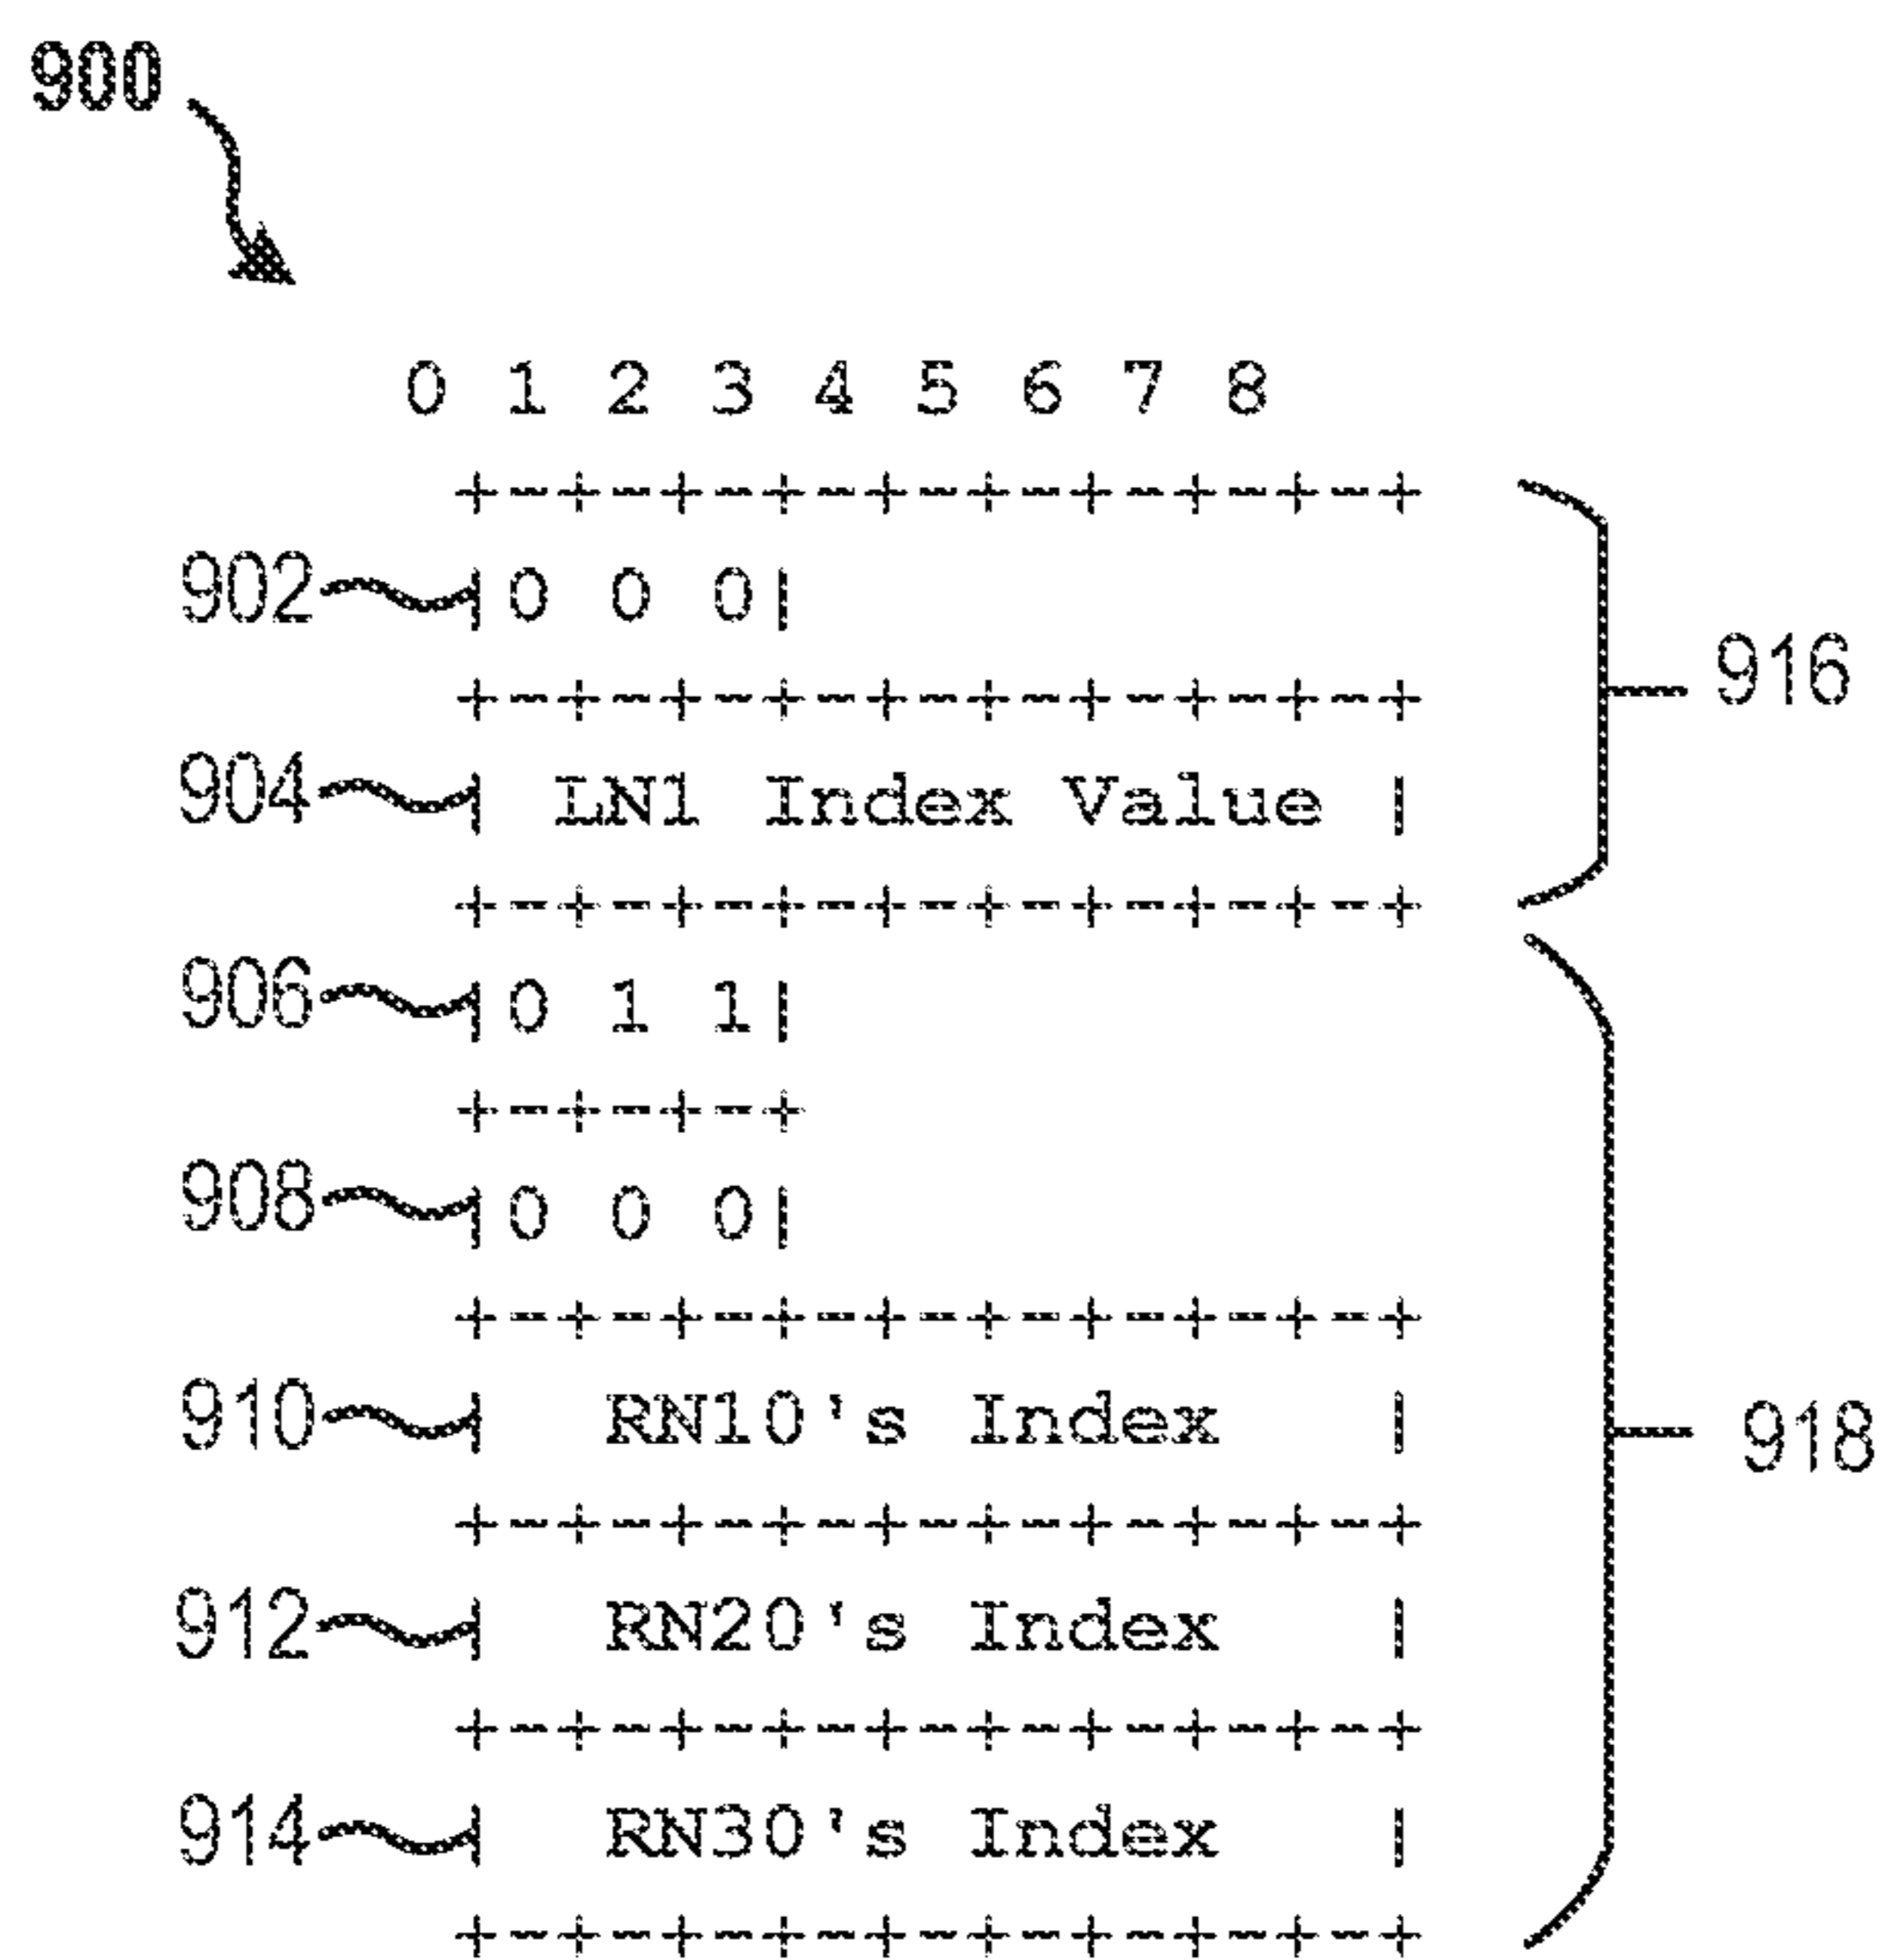 900
0 1 2 3 4 5 6 7 8
+-+-+-+-+-+-+-+-+-+
902 |0 0 0|
+-+-+-+-+-+-+-+-+-+ 916
904 | LN1 Index Value |
+-+-+-+-+-+-+-+-+-+
906 |0 1 1|
+-+-+-+
908 |0 0 0|
+-+-+-+-+-+-+-+-+-+
910 | RN10's Index | 918
+-+-+-+-+-+-+-+-+-+
912 | RN20's Index |
+-+-+-+-+-+-+-+-+-+
914 | RN30's Index |
+-+-+-+-+-+-+-+-+-+